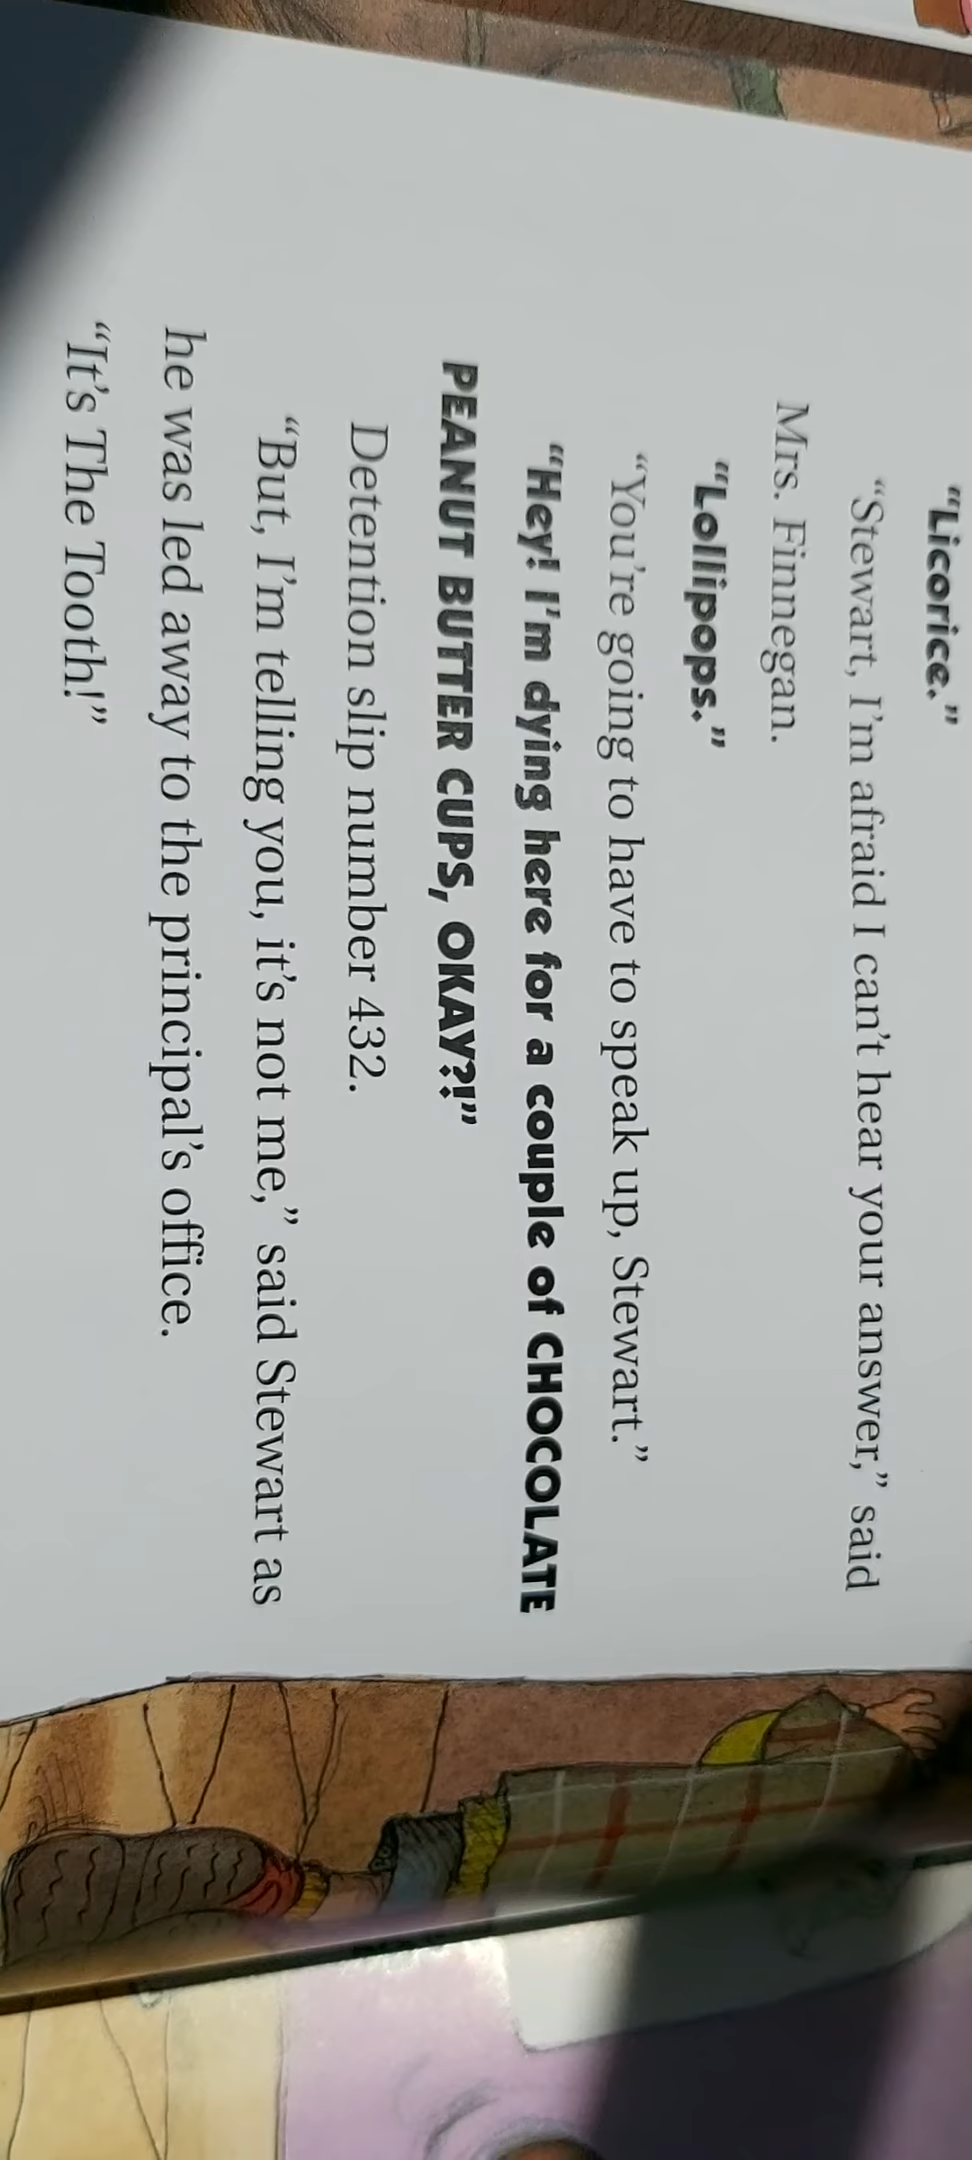 “Licorice.”
“Stewart, I’m afraid I can’t hear your answer,” said
Mrs. Finnegan.
“Lollipops.”
“You’re going to have to speak up, Stewart.”
“Hey! I’m dying here for a couple of CHOCOLATE
PEANUT BUTTER CUPS, OKAY?!”
Detention slip number 432.
“But, I’m telling you, it’s not me,” said Stewart as
he was led away to the principal’s office.
“It’s The Tooth!”